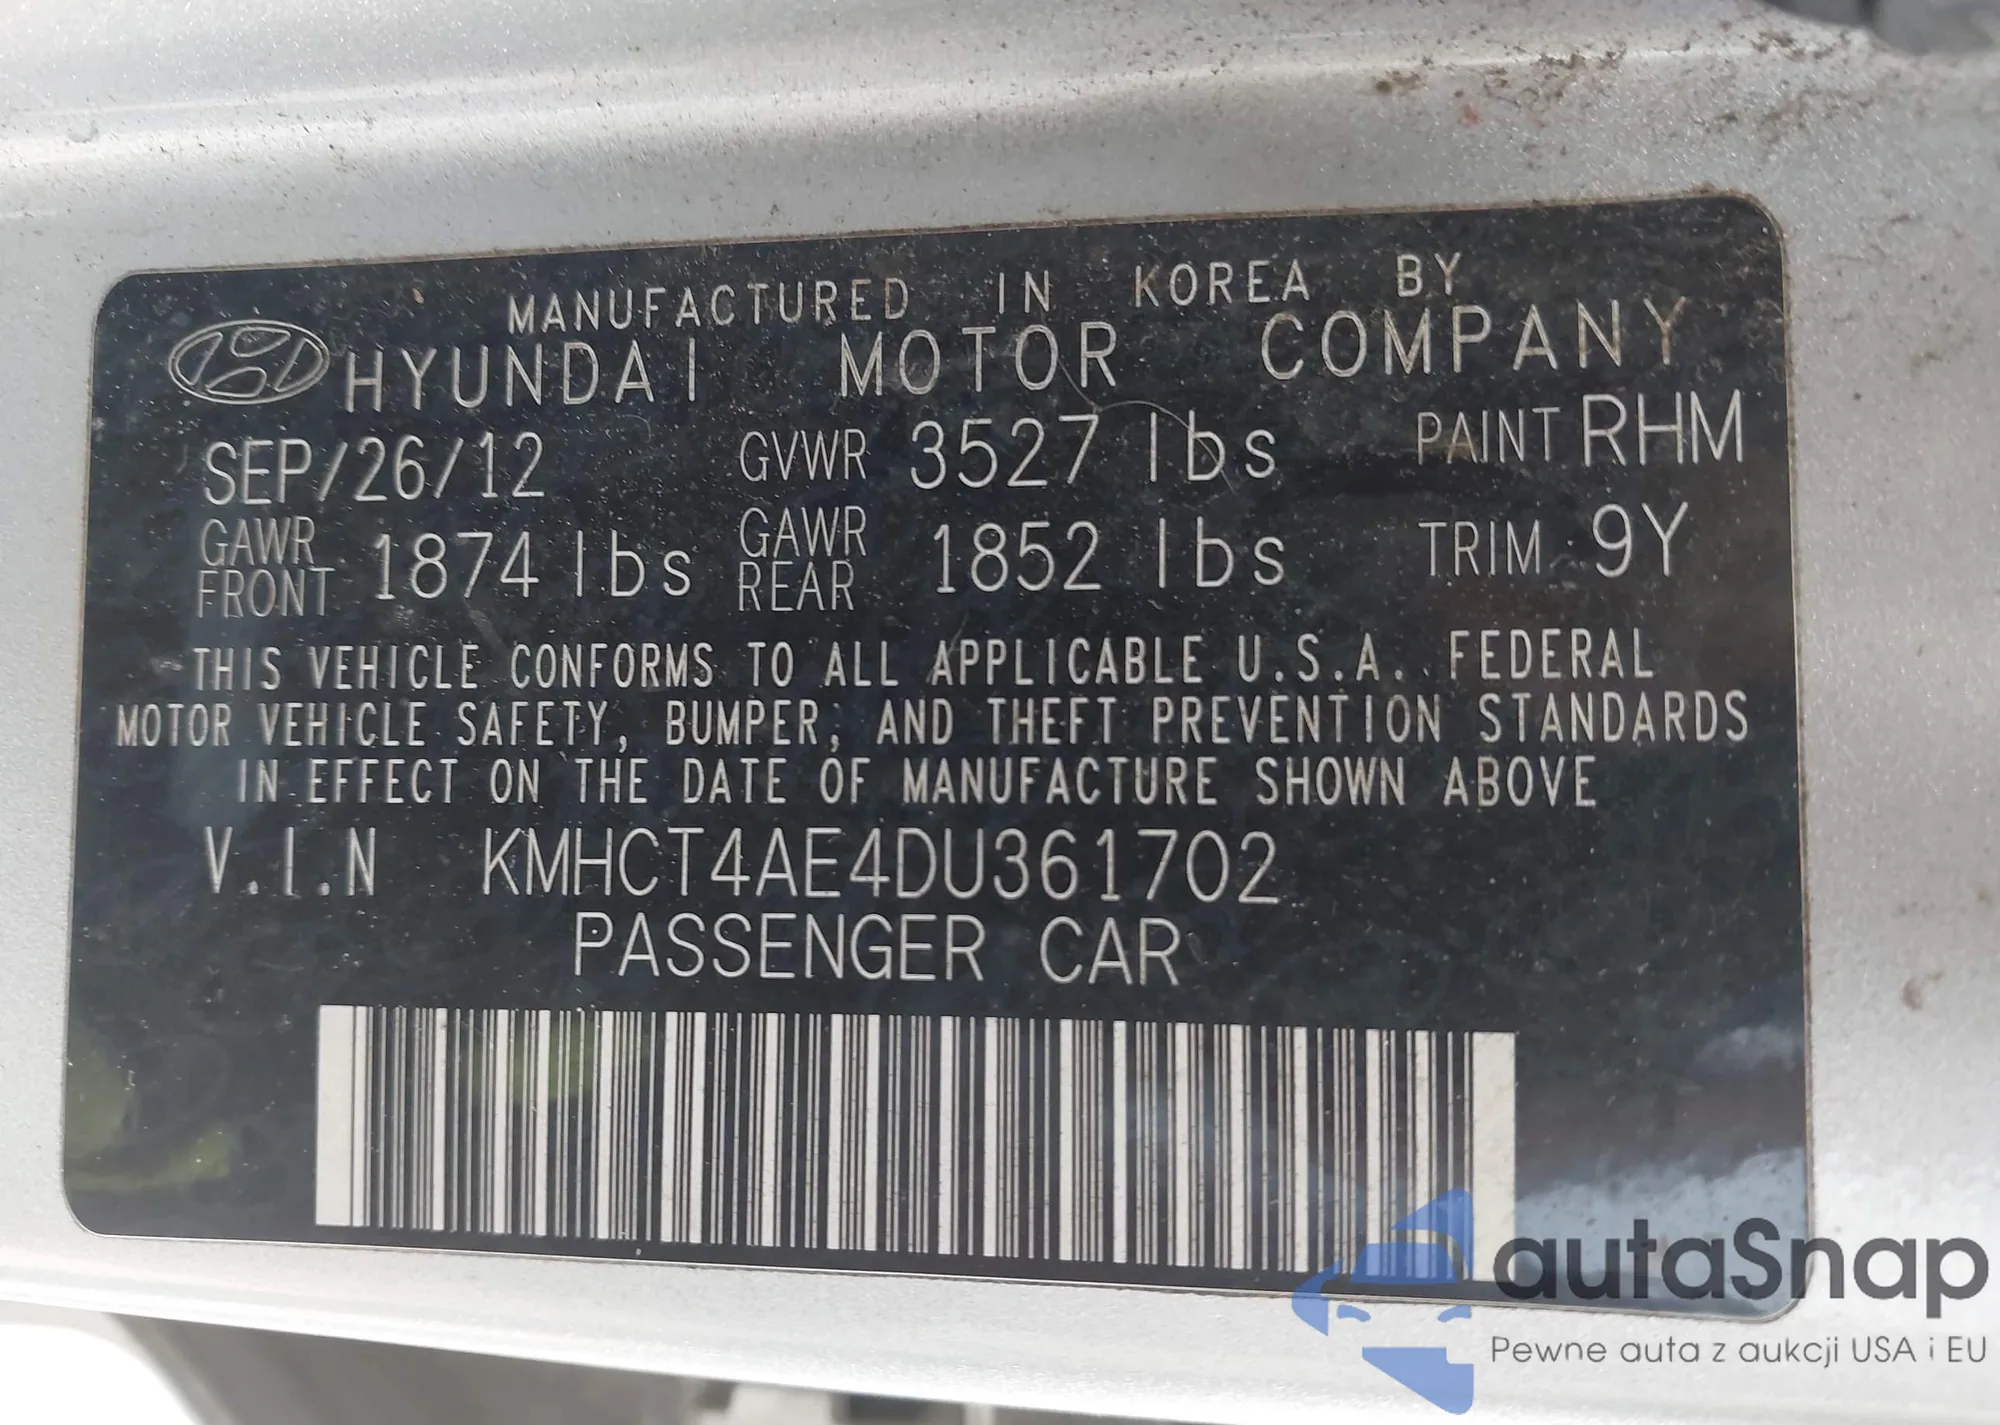 MANUFACTURED IN KOREA BY
HYUNDAI MOTOR COMPANY
SEP/26/12 GVWR 3527 lbs PAINT RHM
GAWR FRONT 1874 lbs GAWR REAR 1852 lbs TRIM 9Y
THIS VEHICLE CONFORMS TO ALL APPLICABLE U.S.A. FEDERAL
MOTOR VEHICLE SAFETY, BUMPER, AND THEFT PREVENTION STANDARDS
IN EFFECT ON THE DATE OF MANUFACTURE SHOWN ABOVE
V.I.N KMHCT4AE4DU361702
PASSENGER CAR
autaSnap
Pewne auta z aukcji USA i EU